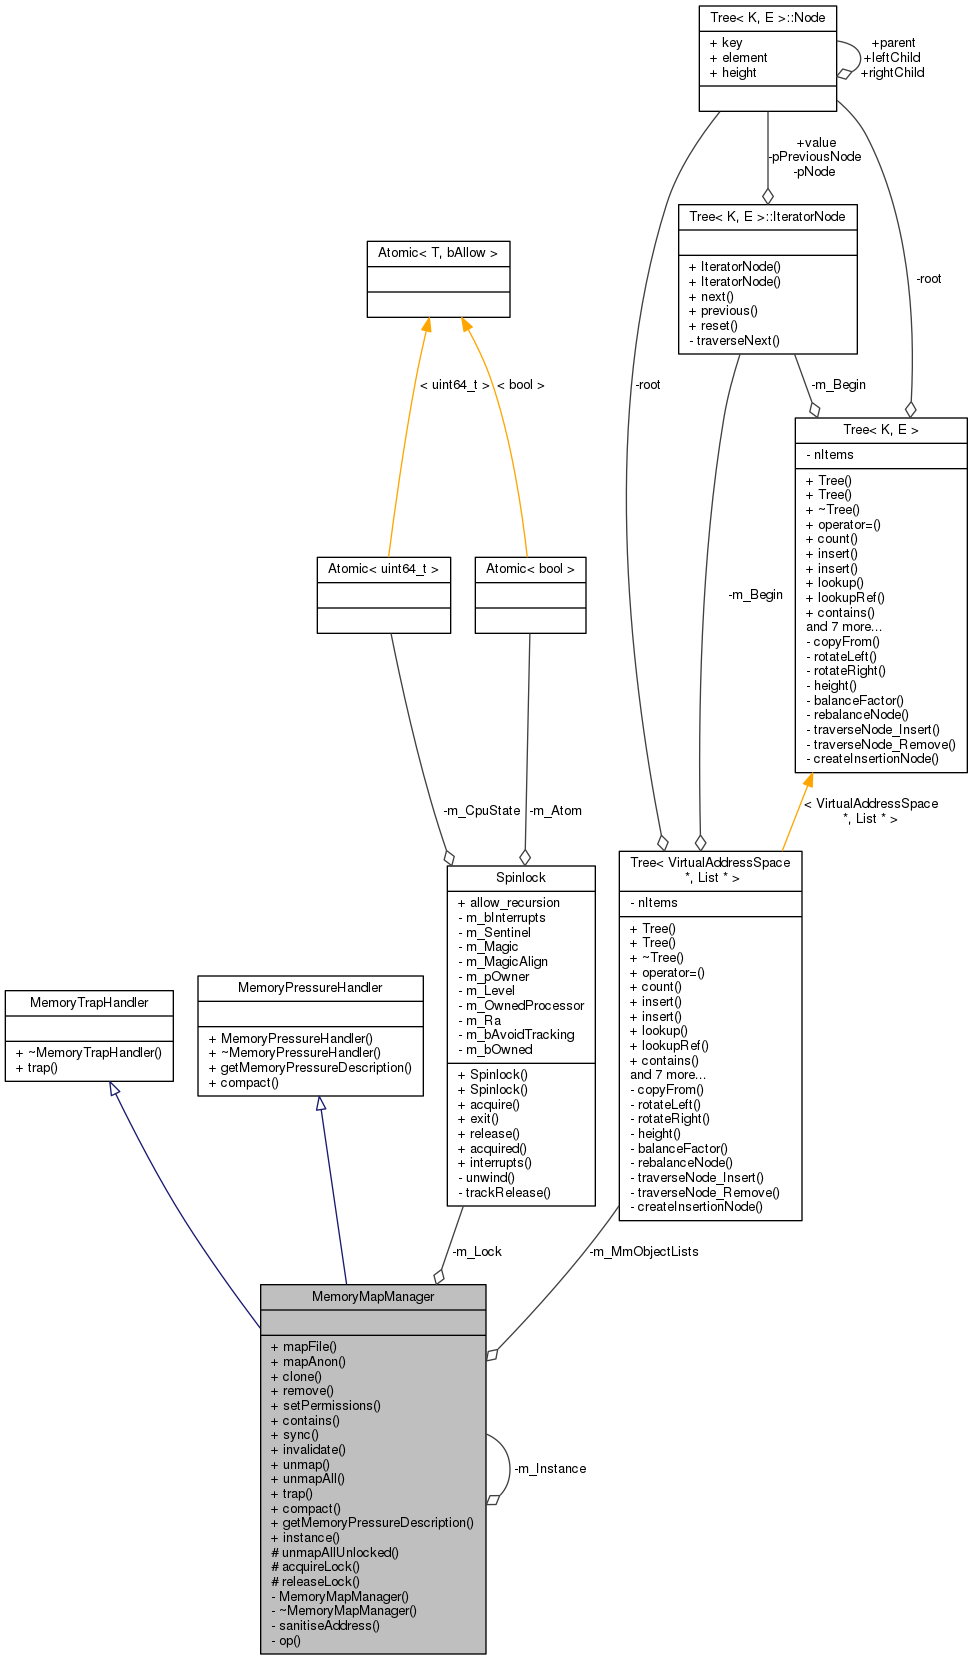 Tree< K, E >::Node
+ key
+ element
+ height
+parent
+leftChild
+rightChild
+value
-pPreviousNode
-pNode
Tree< K, E >::IteratorNode
+ IteratorNode()
+ IteratorNode()
+ next()
+ previous()
+ reset()
- traverseNext()
-root
-root
-m_Begin
-m_Begin
Atomic< T, bAllow >
< uint64_t >
< bool >
Tree< K, E >
- nItems
+ Tree()
+ Tree()
+ ~Tree()
+ operator=()
+ count()
+ insert()
+ insert()
+ lookup()
+ lookupRef()
+ contains()
and 7 more...
- copyFrom()
- rotateLeft()
- rotateRight()
- height()
- balanceFactor()
- rebalanceNode()
- traverseNode_Insert()
- traverseNode_Remove()
- createInsertionNode()
Atomic< uint64_t >
Atomic< bool >
-m_CpuState
-m_Atom
< VirtualAddressSpace
*, List * >
Spinlock
+ allow_recursion
- m_bInterrupts
- m_Sentinel
- m_Magic
- m_MagicAlign
- m_pOwner
- m_Level
- m_OwnedProcessor
- m_Ra
- m_bAvoidTracking
- m_bOwned
+ Spinlock()
+ Spinlock()
+ acquire()
+ exit()
+ release()
+ acquired()
+ interrupts()
- unwind()
- trackRelease()
Tree< VirtualAddressSpace
*, List * >
- nItems
+ Tree()
+ Tree()
+ ~Tree()
+ operator=()
+ count()
+ insert()
+ insert()
+ lookup()
+ lookupRef()
+ contains()
and 7 more...
- copyFrom()
- rotateLeft()
- rotateRight()
- height()
- balanceFactor()
- rebalanceNode()
- traverseNode_Insert()
- traverseNode_Remove()
- createInsertionNode()
MemoryTrapHandler
+ ~MemoryTrapHandler()
+ trap()
MemoryPressureHandler
+ MemoryPressureHandler()
+ ~MemoryPressureHandler()
+ getMemoryPressureDescription()
+ compact()
-m_Lock
-m_MmObjectLists
MemoryMapManager
+ mapFile()
+ mapAnon()
+ clone()
+ remove()
+ setPermissions()
+ contains()
+ sync()
+ invalidate()
+ unmap()
+ unmapAll()
+ trap()
+ compact()
+ getMemoryPressureDescription()
+ instance()
# unmapAllUnlocked()
# acquireLock()
# releaseLock()
- MemoryMapManager()
- ~MemoryMapManager()
- sanitiseAddress()
- op()
-m_Instance